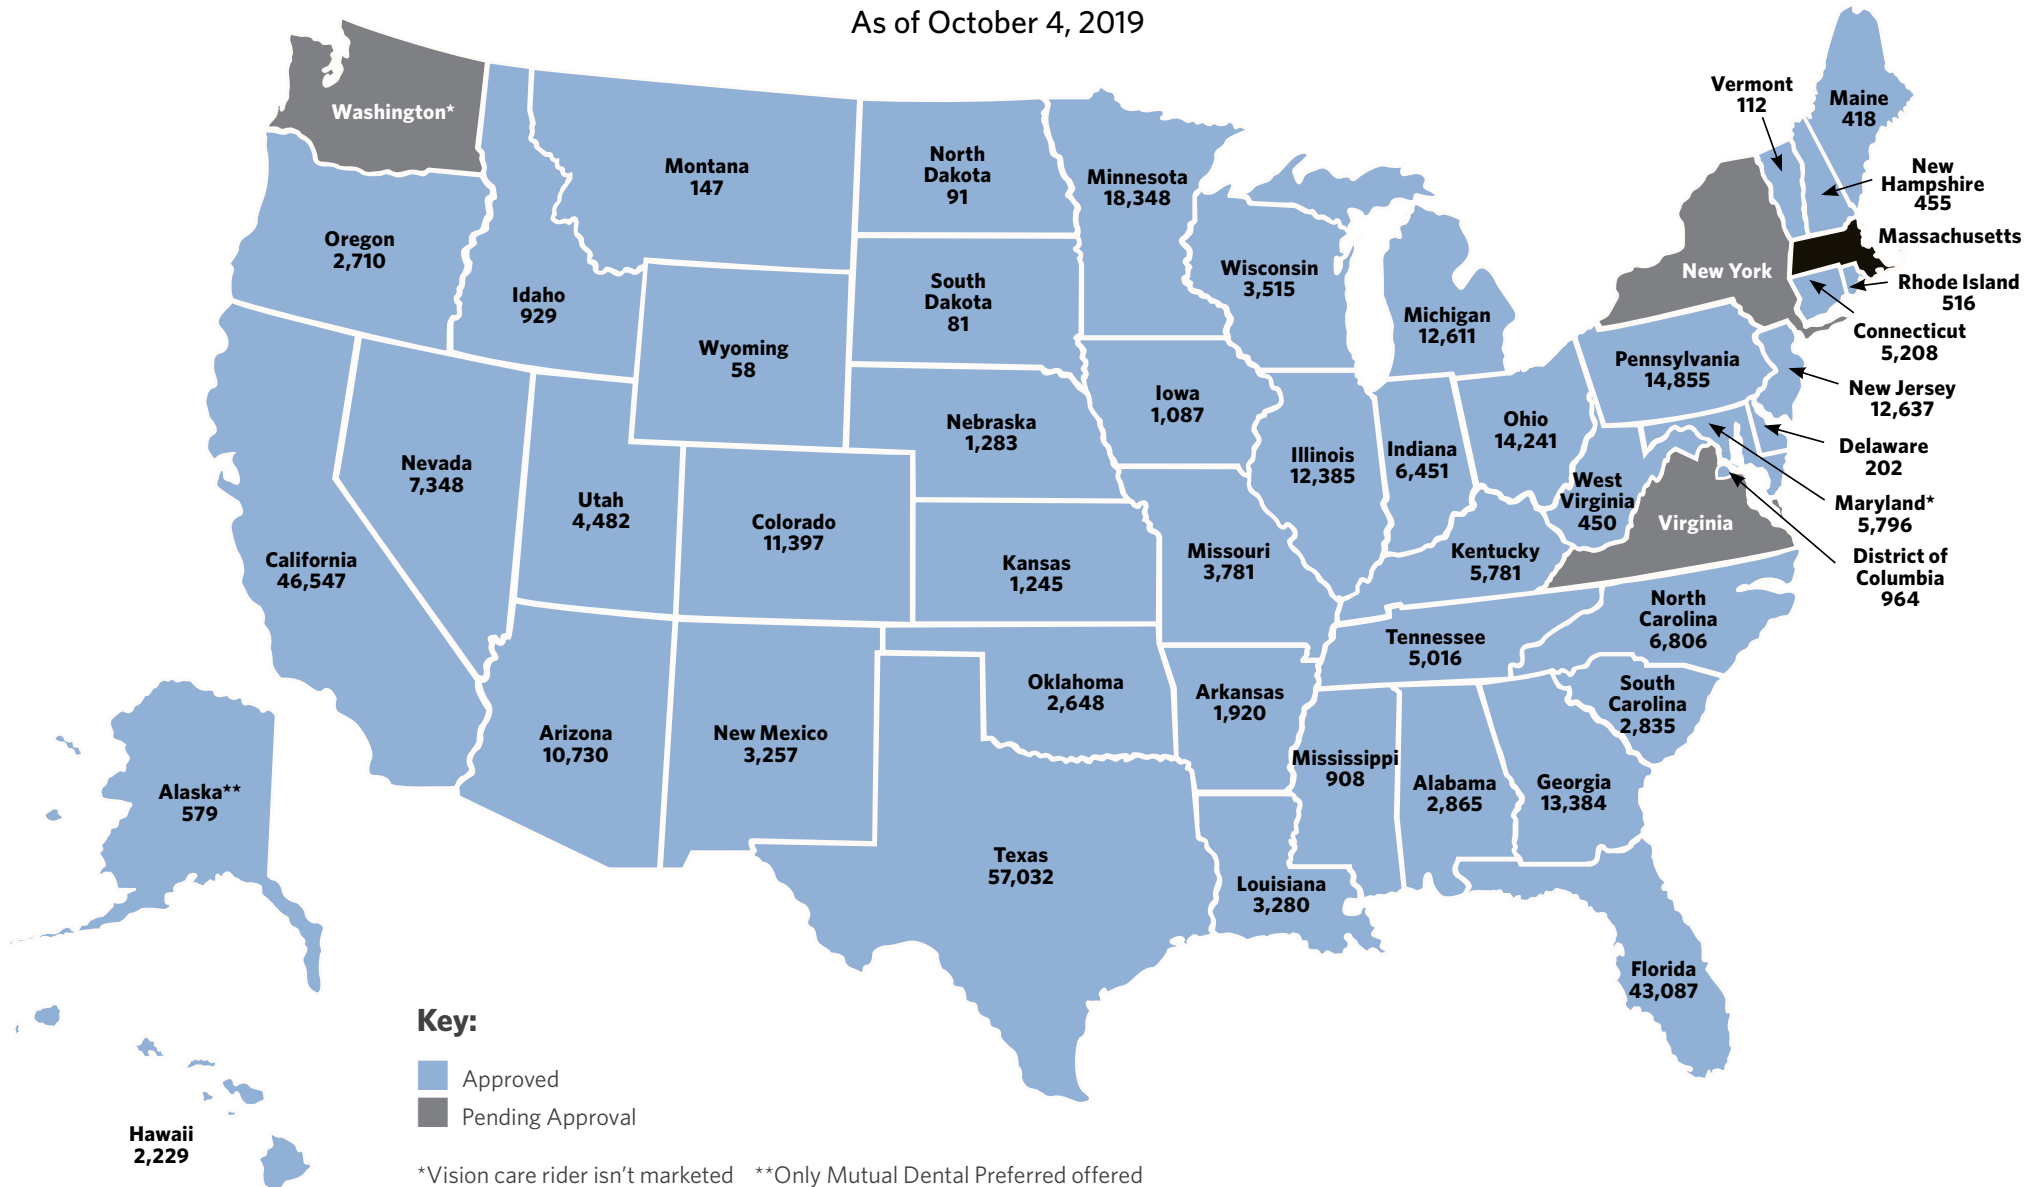 As of October 4, 2019
Washington*
Oregon
2,710
Idaho
929
Montana
147
Wyoming
58
North
Dakota
91
South
Dakota
81
Minnesota
18,348
Wisconsin
3,515
Michigan
12,611
Vermont
112
Maine
418
New
Hampshire
455
Massachusetts
New York
Rhode Island
516
Connecticut
5,208
Pennsylvania
14,855
New Jersey
12,637
Delaware
202
Maryland*
5,796
District of
Columbia
964
Nebraska
1,283
Iowa
1,087
Illinois
12,385
Indiana
6,451
Ohio
14,241
West
Virginia
450
Virginia
Nevada
7,348
Utah
4,482
Colorado
11,397
California
46,547
Kansas
1,245
Missouri
3,781
Kentucky
5,781
North
Carolina
6,806
Tennessee
5,016
South
Carolina
2,835
Arizona
10,730
New Mexico
3,257
Oklahoma
2,648
Arkansas
1,920
Mississippi
908
Alabama
2,865
Georgia
13,384
Alaska**
579
Texas
57,032
Louisiana
3,280
Florida
43,087
Hawaii
2,229
Key:
Approved
Pending Approval
*Vision care rider isn't marketed **Only Mutual Dental Preferred offered